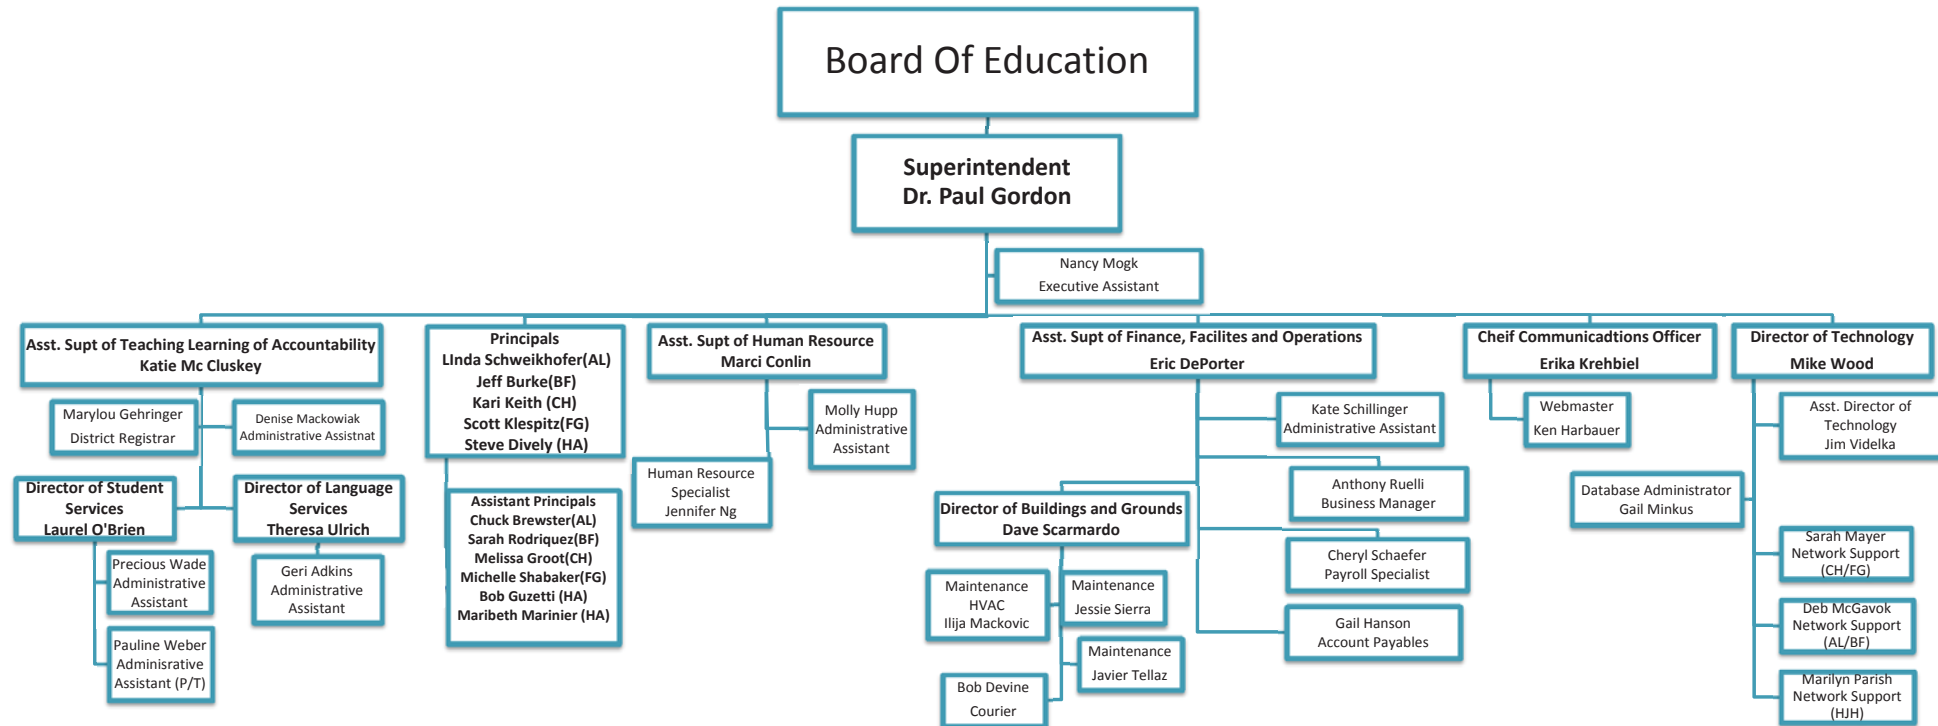 Board Of Education
Superintendent
Dr. Paul Gordon
Nancy Mogk
Executive Assistant
Asst. Supt of Teaching Learning of Accountability
Katie Mc Cluskey
Marylou Gehringer
District Registrar
Denise Mackowiak
Administrative Assistnat
Director of Student
Services
Laurel O'Brien
Director of Language
Services
Theresa Ulrich
Precious Wade
Administrative
Assistant
Pauline Weber
Adminisrative
Assistant (P/T)
Geri Adkins
Administrative
Assistant
Principals
LInda Schweikhofer(AL)
Jeff Burke(BF)
Kari Keith (CH)
Scott Klespitz(FG)
Steve Dively (HA)
Assistant Principals
Chuck Brewster(AL)
Sarah Rodriquez(BF)
Melissa Groot(CH)
Michelle Shabaker(FG)
Bob Guzetti (HA)
Maribeth Marinier (HA)
Asst. Supt of Human Resource
Marci Conlin
Molly Hupp
Administrative
Assistant
Human Resource
Specialist
Jennifer Ng
Asst. Supt of Finance, Facilites and Operations
Eric DePorter
Kate Schillinger
Administrative Assistant
Anthony Ruelli
Business Manager
Director of Buildings and Grounds
Dave Scarmardo
Cheryl Schaefer
Payroll Specialist
Gail Hanson
Account Payables
Maintenance
HVAC
Ilija Mackovic
Maintenance
Jessie Sierra
Maintenance
Javier Tellaz
Bob Devine
Courier
Cheif Communicadtions Officer
Erika Krehbiel
Webmaster
Ken Harbauer
Director of Technology
Mike Wood
Asst. Director of
Technology
Jim Videlka
Database Administrator
Gail Minkus
Sarah Mayer
Network Support
(CH/FG)
Deb McGavok
Network Support
(AL/BF)
Marilyn Parish
Network Support
(HJH)